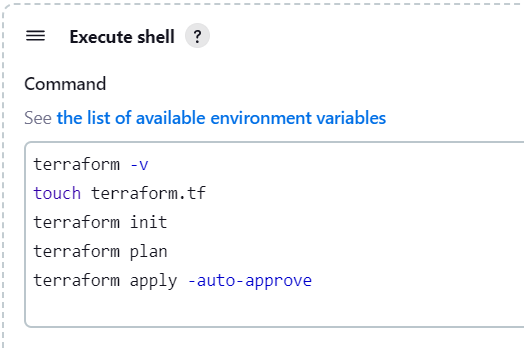 Execute shell ?
Command
See the list of available environment variables
terraform -v
touch terraform.tf
terraform init
terraform plan
terraform apply -auto-approve